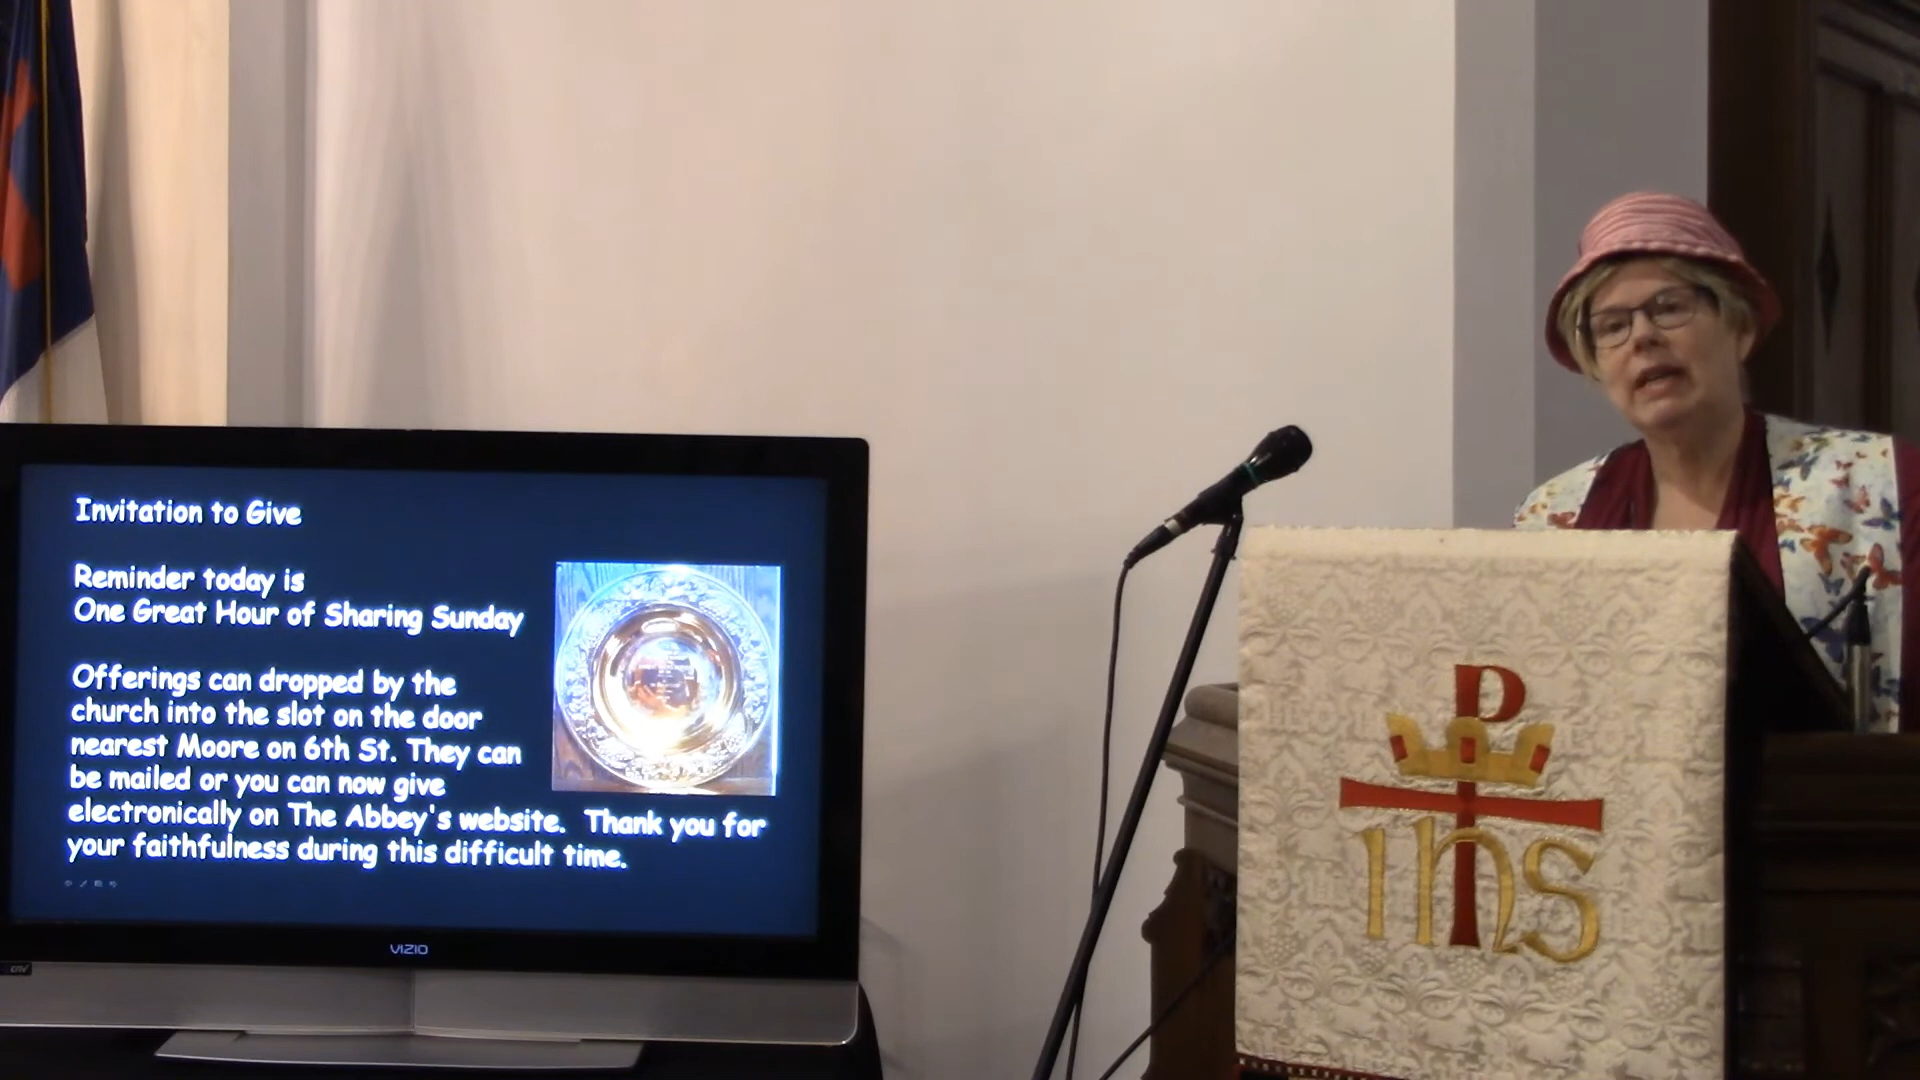 Invitation to Give
Reminder today is
One Great Hour of Sharing Sunday
Offerings can dropped by the
church into the slot on the door
nearest Moore on 6th St. They can
be mailed or you can now give
electronically on The Abbey's website. Thank you for
your faithfulness during this difficult time.
VIZIO
P
IHS